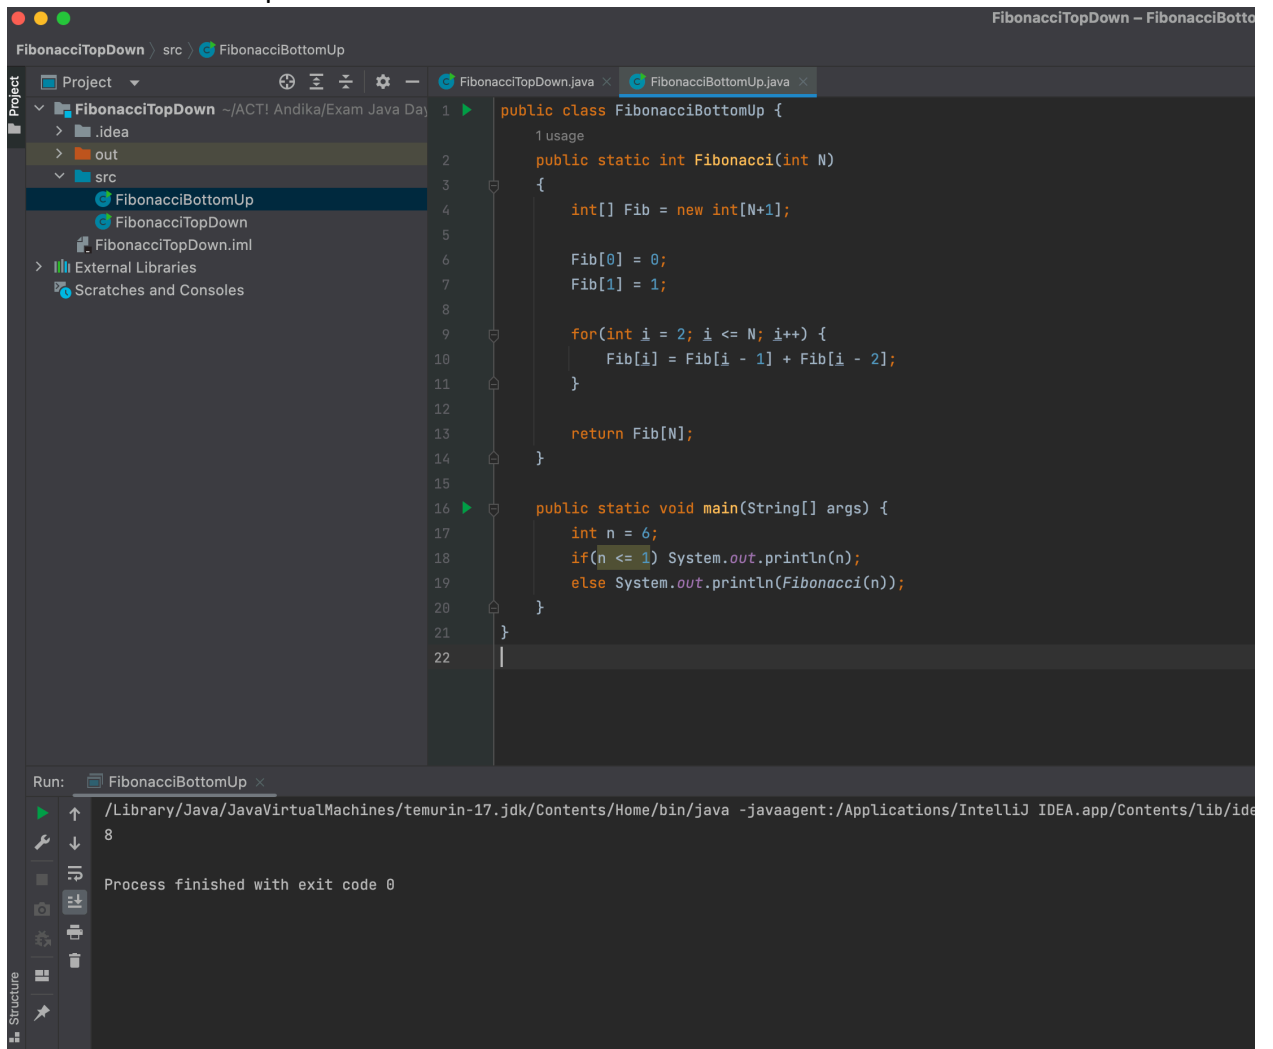 FibonacciTopDown – FibonacciBotto
FibonacciTopDown src FibonacciBottomUp
Project
Project
FibonacciTopDown.java FibonacciBottomUp.java
FibonacciTopDown ~/ACT! Andika/Exam Java Day
.idea
out
src
FibonacciBottomUp
FibonacciTopDown
FibonacciTopDown.iml
External Libraries
Scratches and Consoles
1 public class FibonacciBottomUp {
1 usage
2 public static int Fibonacci(int N)
3 {
4 int[] Fib = new int[N+1];
5
6 Fib[0] = 0;
7 Fib[1] = 1;
8
9 for(int i = 2; i <= N; i++) {
10 Fib[i] = Fib[i - 1] + Fib[i - 2];
11 }
12
13 return Fib[N];
14 }
15
16 public static void main(String[] args) {
17 int n = 6;
18 if(n <= 1) System.out.println(n);
19 else System.out.println(Fibonacci(n));
20 }
21 }
22
Run: FibonacciBottomUp
/Library/Java/JavaVirtualMachines/temurin-17.jdk/Contents/Home/bin/java -javaagent:/Applications/IntelliJ IDEA.app/Contents/lib/ide
8
Process finished with exit code 0
Structure